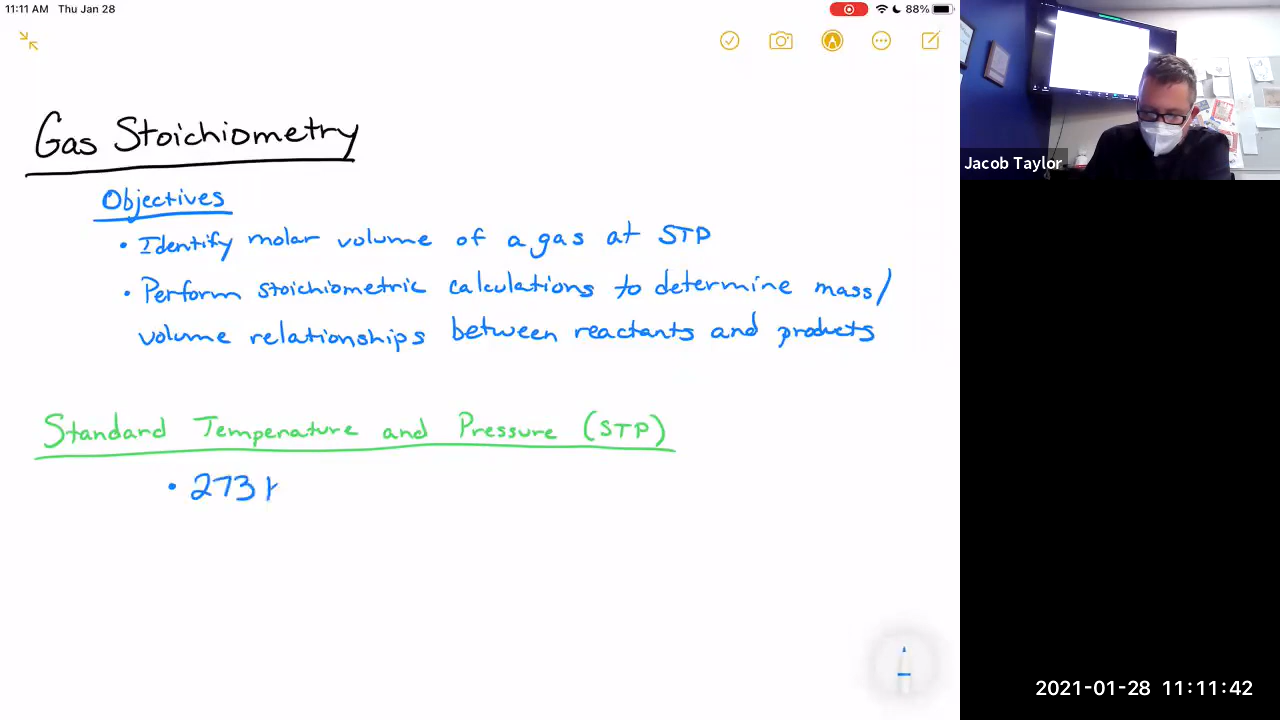 11:11 AM Thu Jan 28
88%
Gas Stoichiometry
Objectives
• Identify molar volume of a gas at STP
• Perform stoichiometric calculations to determine mass/
volume relationships between reactants and products
Standard Temperature and Pressure (STP)
• 273
Jacob Taylor
2021-01-28 11:11:42